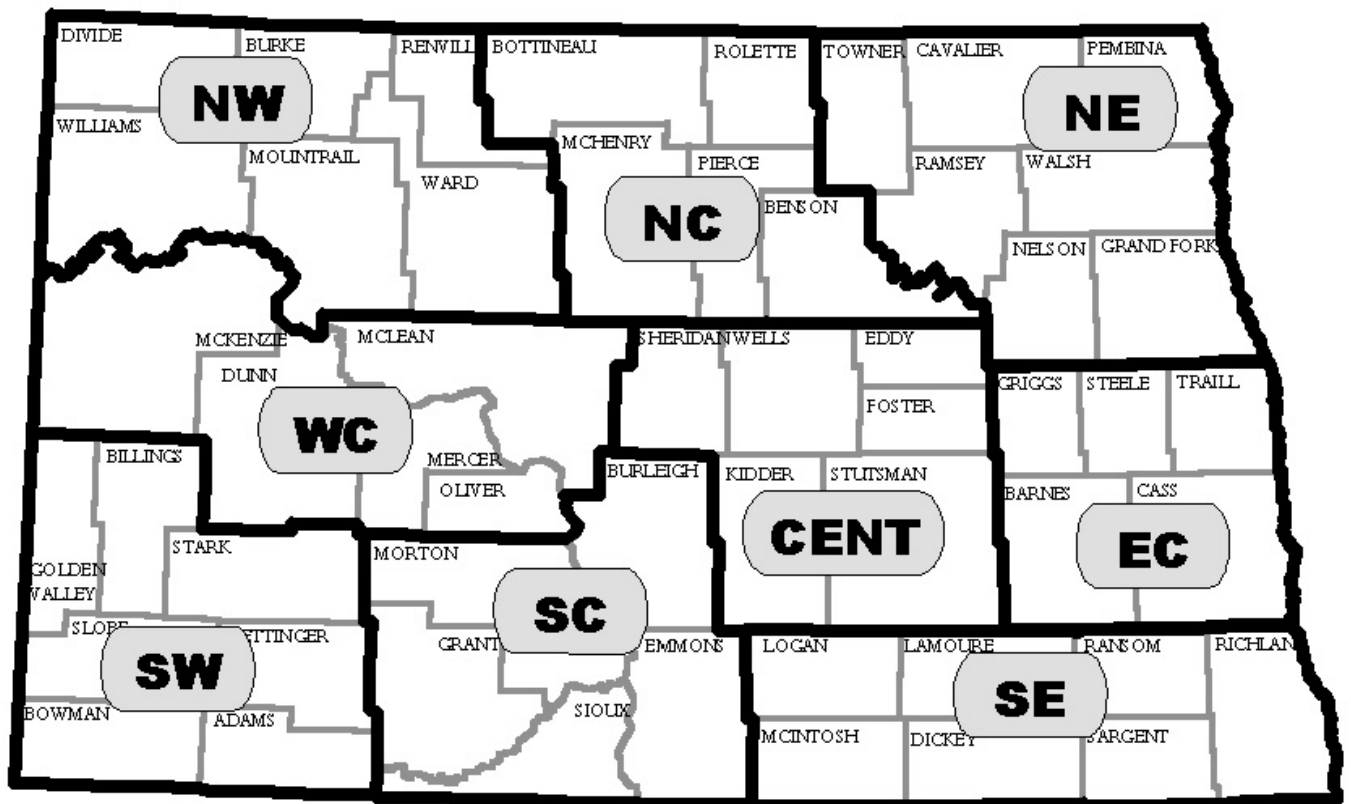 DIVIDE
BURKE
RENVILL
BOTTINEAU
ROLETTE
TOWNER
CAVALIER
PEMBINA
NW
NE
WILLIAMS
MOUNTRAIL
WARD
MCHENRY
PIERCE
RAMSEY
WALSH
NC
BENSON
NELSON
GRAND FORK
MCKENZIE
MCLEAN
SHERIDAN
WELLS
EDDY
DUNN
GRIGGS
STEELE
TRAILL
WC
FOSTER
BILLINGS
MERCER
OLIVER
BURLEIGH
KIDDER
STUTSMAN
BARNES
CASS
CENT
EC
STARK
MORTON
GOLDEN
VALLEY
SC
SLOPE
ETTINGER
GRANT
EMMONS
LOGAN
LAMOURE
RANSOM
RICHLAN
SW
SE
BOWMAN
ADAMS
SIOUX
MCINTOSH
DICKEY
SARGENT